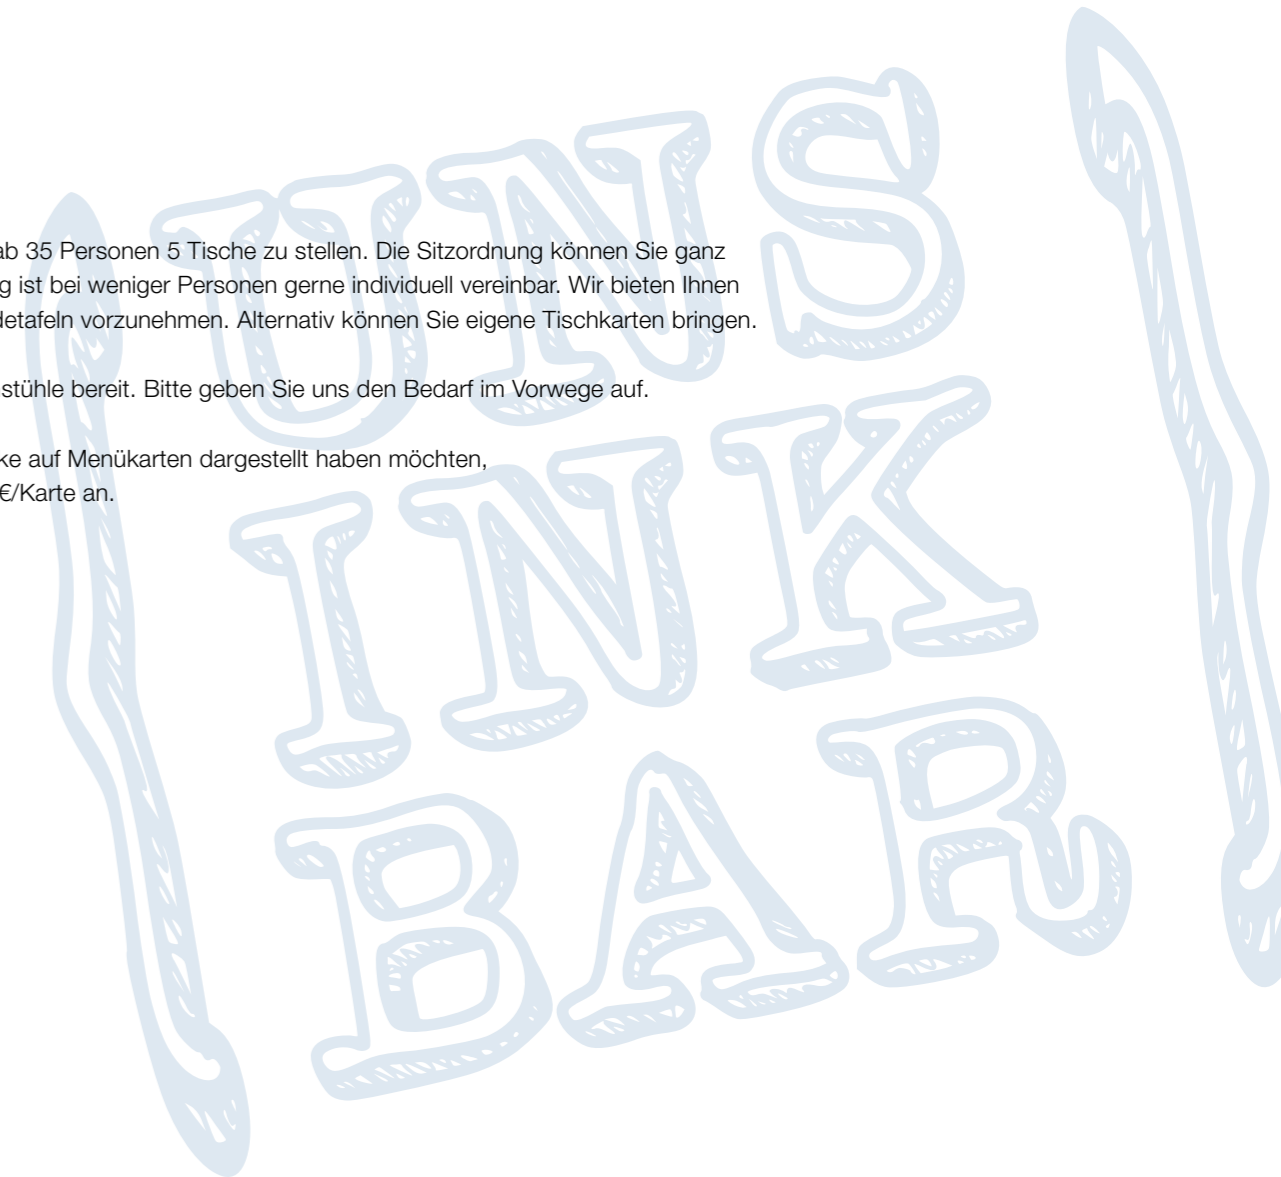 ab 35 Personen 5 Tische zu stellen. Die Sitzordnung können Sie ganz
g ist bei weniger Personen gerne individuell vereinbar. Wir bieten Ihnen
detafeln vorzunehmen. Alternativ können Sie eigene Tischkarten bringen.
stühle bereit. Bitte geben Sie uns den Bedarf im Vorwege auf.
ke auf Menükarten dargestellt haben möchten,
€/Karte an.
UNS
INK
BAR